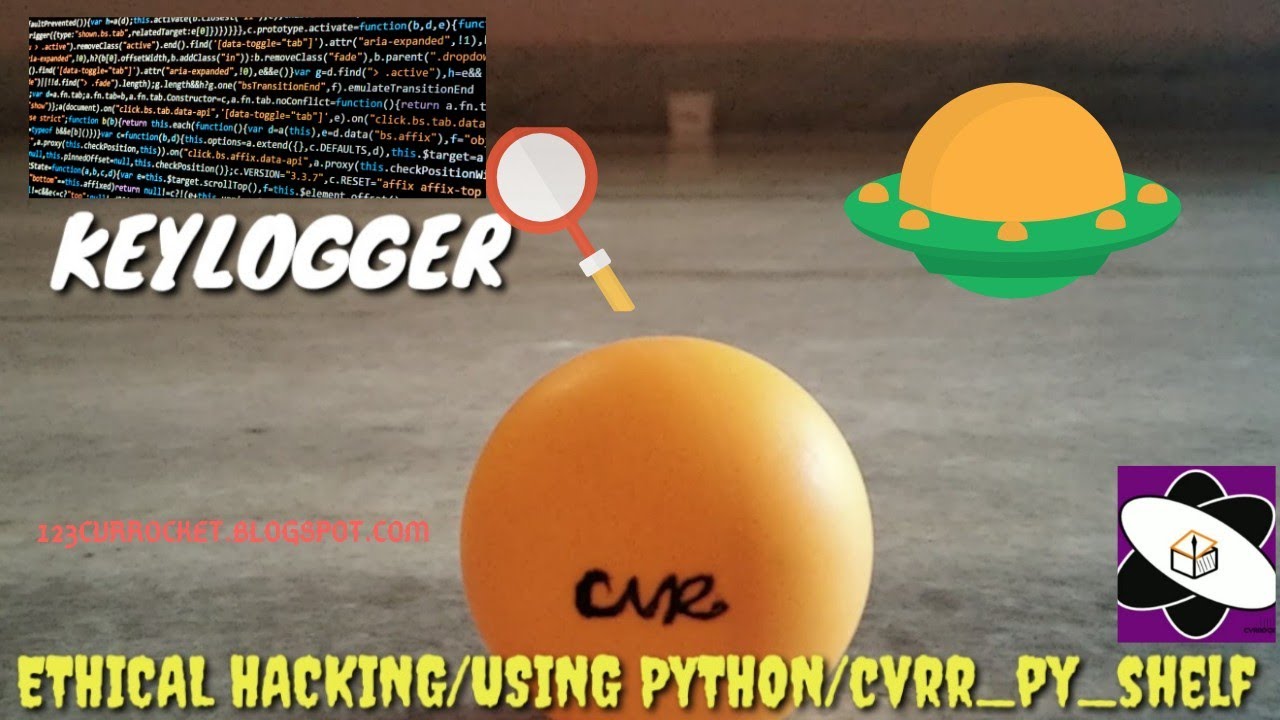 faultPrevented()){var h=a(d);this.activate(b.closest("li"),c),
rigger({type:"shown.bs.tab",relatedTarget:e[0]})})}}},c.prototype.activate=function(b,d,e){func
> .active").removeClass("active").end().find('[data-toggle="tab"]').attr("aria-expanded",!1),
ia-expanded",!0),h?(b[0].offsetWidth,b.addClass("in")):b.removeClass("fade"),b.parent(".dropdow
().find('[data-toggle="tab"]').attr("aria-expanded",!0),e&&e()}var g=d.find("> .active"),h=e&&
")||!!d.find("> .fade").length);g.length&&h?g.one("bsTransitionEnd",f).emulateTransitionEnd
;var d=a.fn.tab;a.fn.tab=b,a.fn.tab.Constructor=c,a.fn.tab.noConflict=function(){return a.fn.t
"show")};a(document).on("click.bs.tab.data-api",'[data-toggle="tab"]',e).on("click.bs.tab.data
se strict";function b(b){return this.each(function(){var d=a(this),e=d.data("bs.affix"),f="ob
typeof b&&e[b]()})}var c=function(b,d){this.options=a.extend({},c.DEFAULTS,d),this.$target=a
,a.proxy(this.checkPosition,this)).on("click.bs.affix.data-api",a.proxy(this.checkPositionWi
null,this.pinnedOffset=null,this.checkPosition()};c.VERSION="3.3.7",c.RESET="affix affix-top
State=function(a,b,c,d){var e=this.$target.scrollTop(),f=this.$element.offset()
"bottom"==this.affixed)return null!=c?!(e+
KEYLOGGER
123CVRROCKET.BLOGSPOT.COM
CVR
ETHICAL HACKING/USING PYTHON/CVRR_PY_SHELF